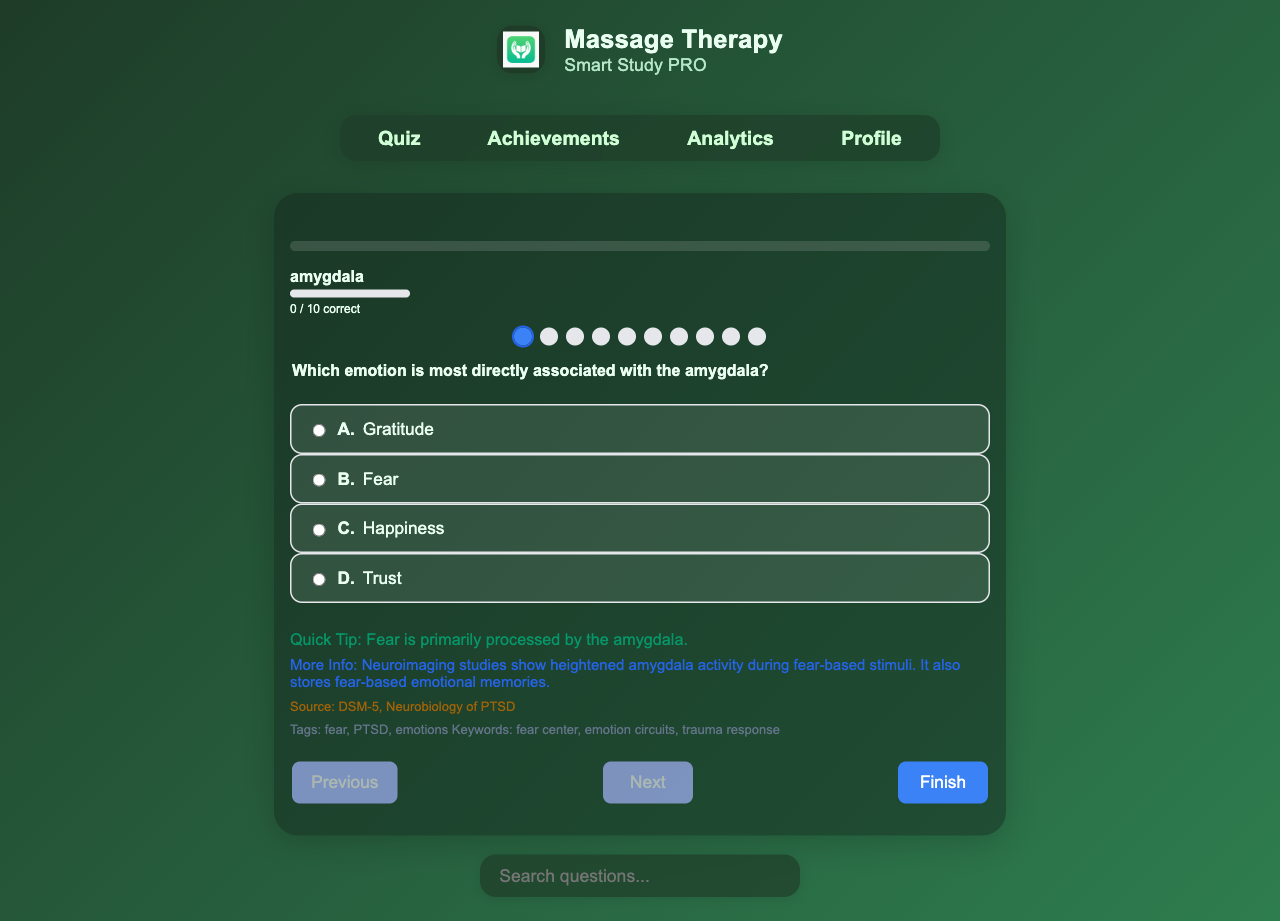 Massage Therapy
Smart Study PRO
Quiz Achievements Analytics Profile
amygdala
0 / 10 correct
Which emotion is most directly associated with the amygdala?
A. Gratitude
B. Fear
C. Happiness
D. Trust
Quick Tip: Fear is primarily processed by the amygdala.
More Info: Neuroimaging studies show heightened amygdala activity during fear-based stimuli. It also
stores fear-based emotional memories.
Source: DSM-5, Neurobiology of PTSD
Tags: fear, PTSD, emotions Keywords: fear center, emotion circuits, trauma response
Previous Next Finish
Search questions...